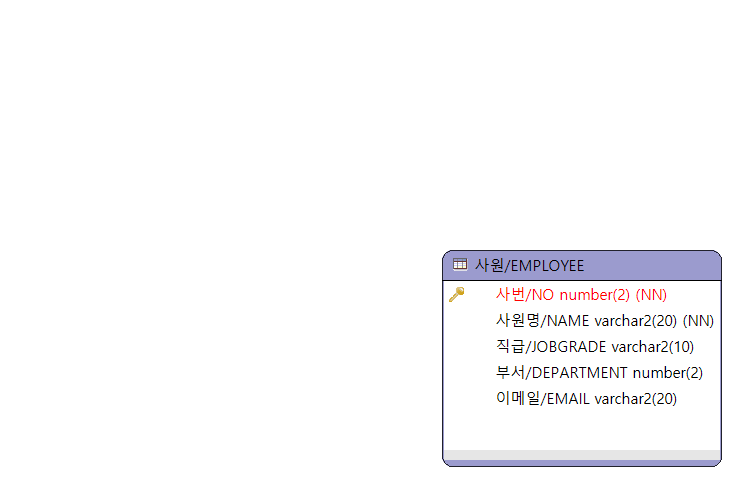 사원/EMPLOYEE
사번/NO number(2) (NN)
사원명/NAME varchar2(20) (NN)
직급/JOBGRADE varchar2(10)
부서/DEPARTMENT number(2)
이메일/EMAIL varchar2(20)